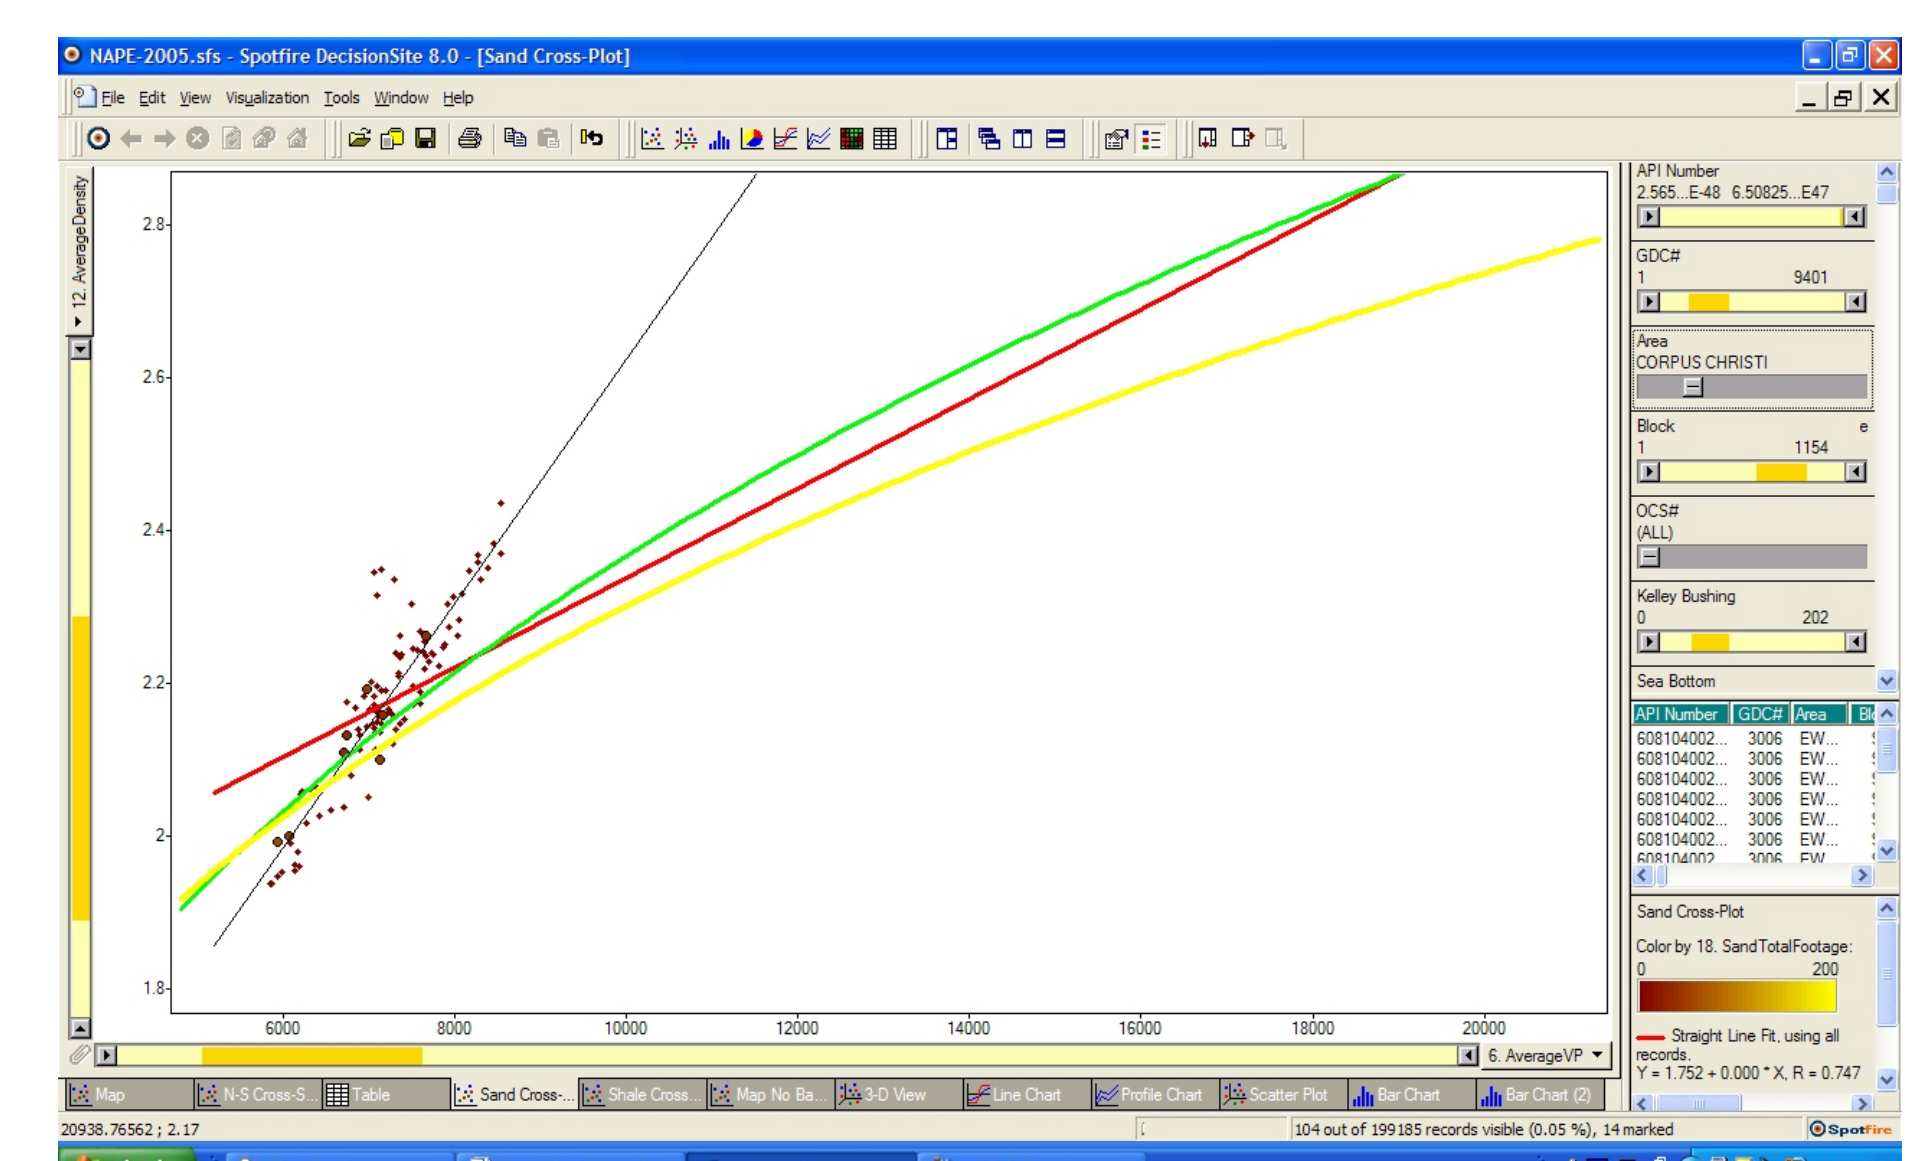 NAPE-2005.sfs - Spotfire DecisionSite 8.0 - [Sand Cross-Plot]
File Edit View Visualization Tools Window Help
12. AverageDensity
2.8
2.6
2.4
2.2
2
1.8
6000 8000 10000 12000 14000 16000 18000 20000
6. AverageVP
API Number
2.565...E-48 6.50825...E47
GDC#
1 9401
Area
CORPUS CHRISTI
Block e
1 1154
OCS#
(ALL)
Kelley Bushing
0 202
Sea Bottom
API Number GDC# Area
608104002... 3006 EW...
608104002... 3006 EW...
608104002... 3006 EW...
608104002... 3006 EW...
608104002... 3006 EW...
608104002... 3006 EW...
608104002 3006 EW
Sand Cross-Plot
Color by 18. SandTotalFootage:
0 200
Straight Line Fit, using all
records.
Y = 1.752 + 0.000 * X, R = 0.747
Map N-S Cross-S... Table Sand Cross-... Shale Cross... Map No Ba... 3-D View Line Chart Profile Chart Scatter Plot Bar Chart Bar Chart (2)
20938.76562 ; 2.17
104 out of 199185 records visible (0.05 %), 14 marked
Spotfire